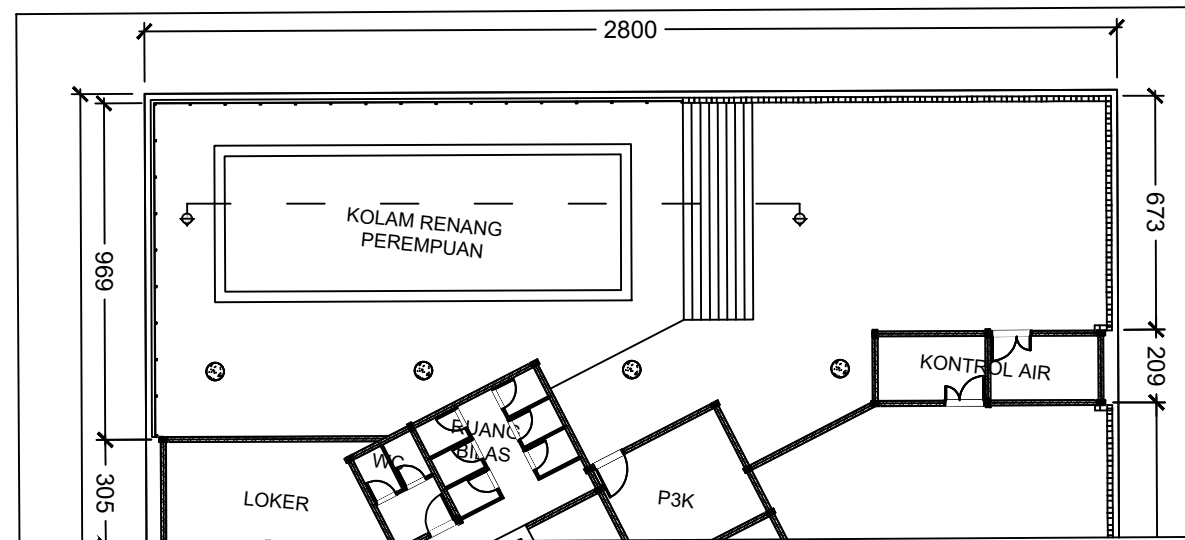 2800
KOLAM RENANG
PEREMPUAN
969
673
209
KONTROL AIR
RUANG
BILAS
WC
LOKER
P3K
305